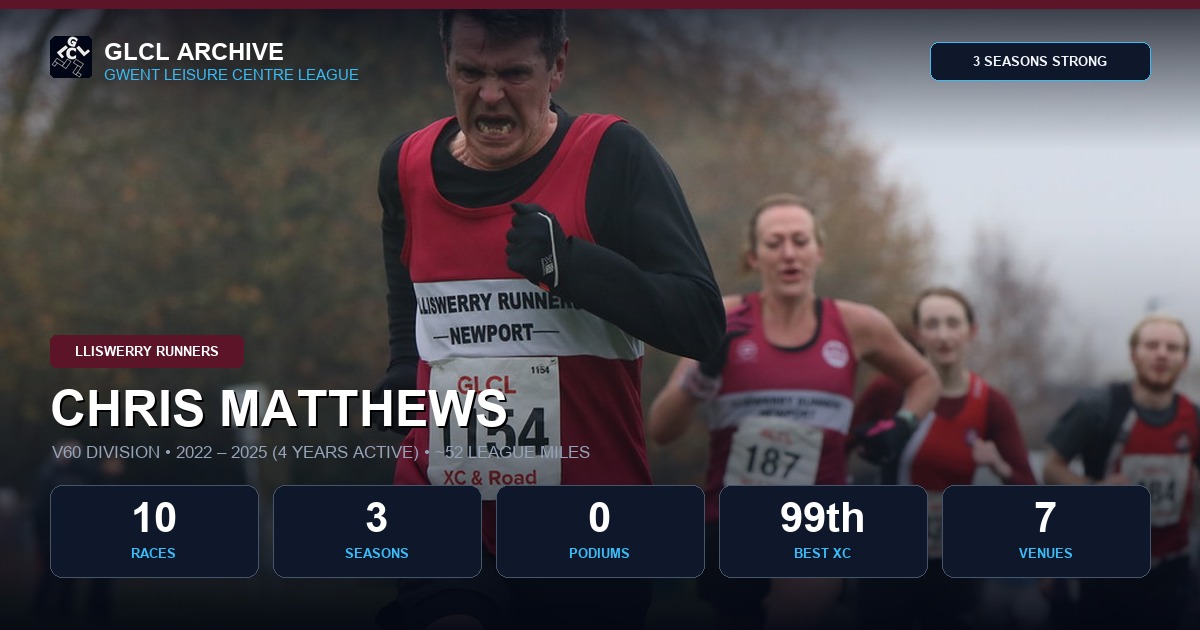 GLCL ARCHIVE
GWENT LEISURE CENTRE LEAGUE
3 SEASONS STRONG
LLISWERRY RUNNERS
NEWPORT
LLISWERRY RUNNERS
1154
GLCL
1154
XC & Road
187
CHRIS MATTHEWS
V60 DIVISION • 2022 – 2025 (4 YEARS ACTIVE) • ~52 LEAGUE MILES
10
RACES
3
SEASONS
0
PODIUMS
99th
BEST XC
7
VENUES